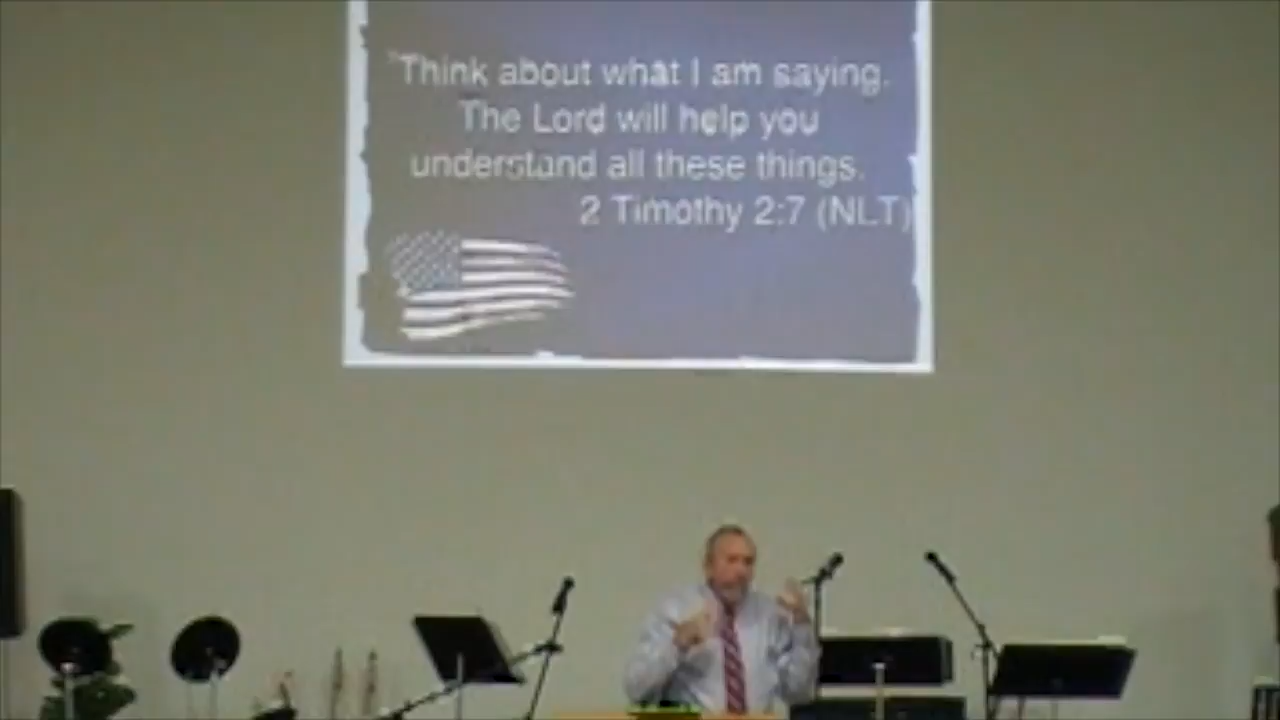 "Think about what I am saying.
The Lord will help you
understand all these things.
2 Timothy 2:7 (NLT)